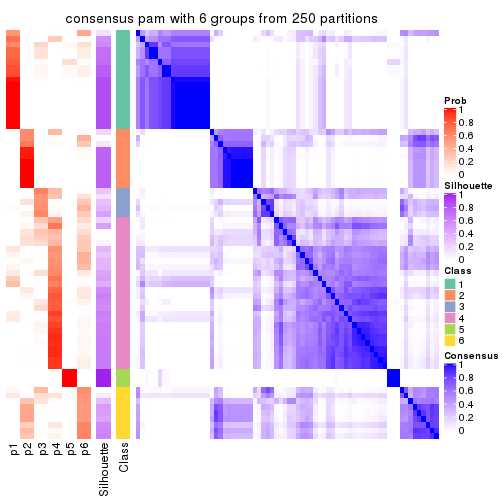 consensus pam with 6 groups from 250 partitions
Prob
1
0.8
0.6
0.4
0.2
0
Silhouette
1
0.8
0.6
0.4
0.2
0
Class
1
2
3
4
5
6
Consensus
1
0.8
0.6
0.4
0.2
0
p1
p2
p3
p4
p5
p6
Silhouette
Class